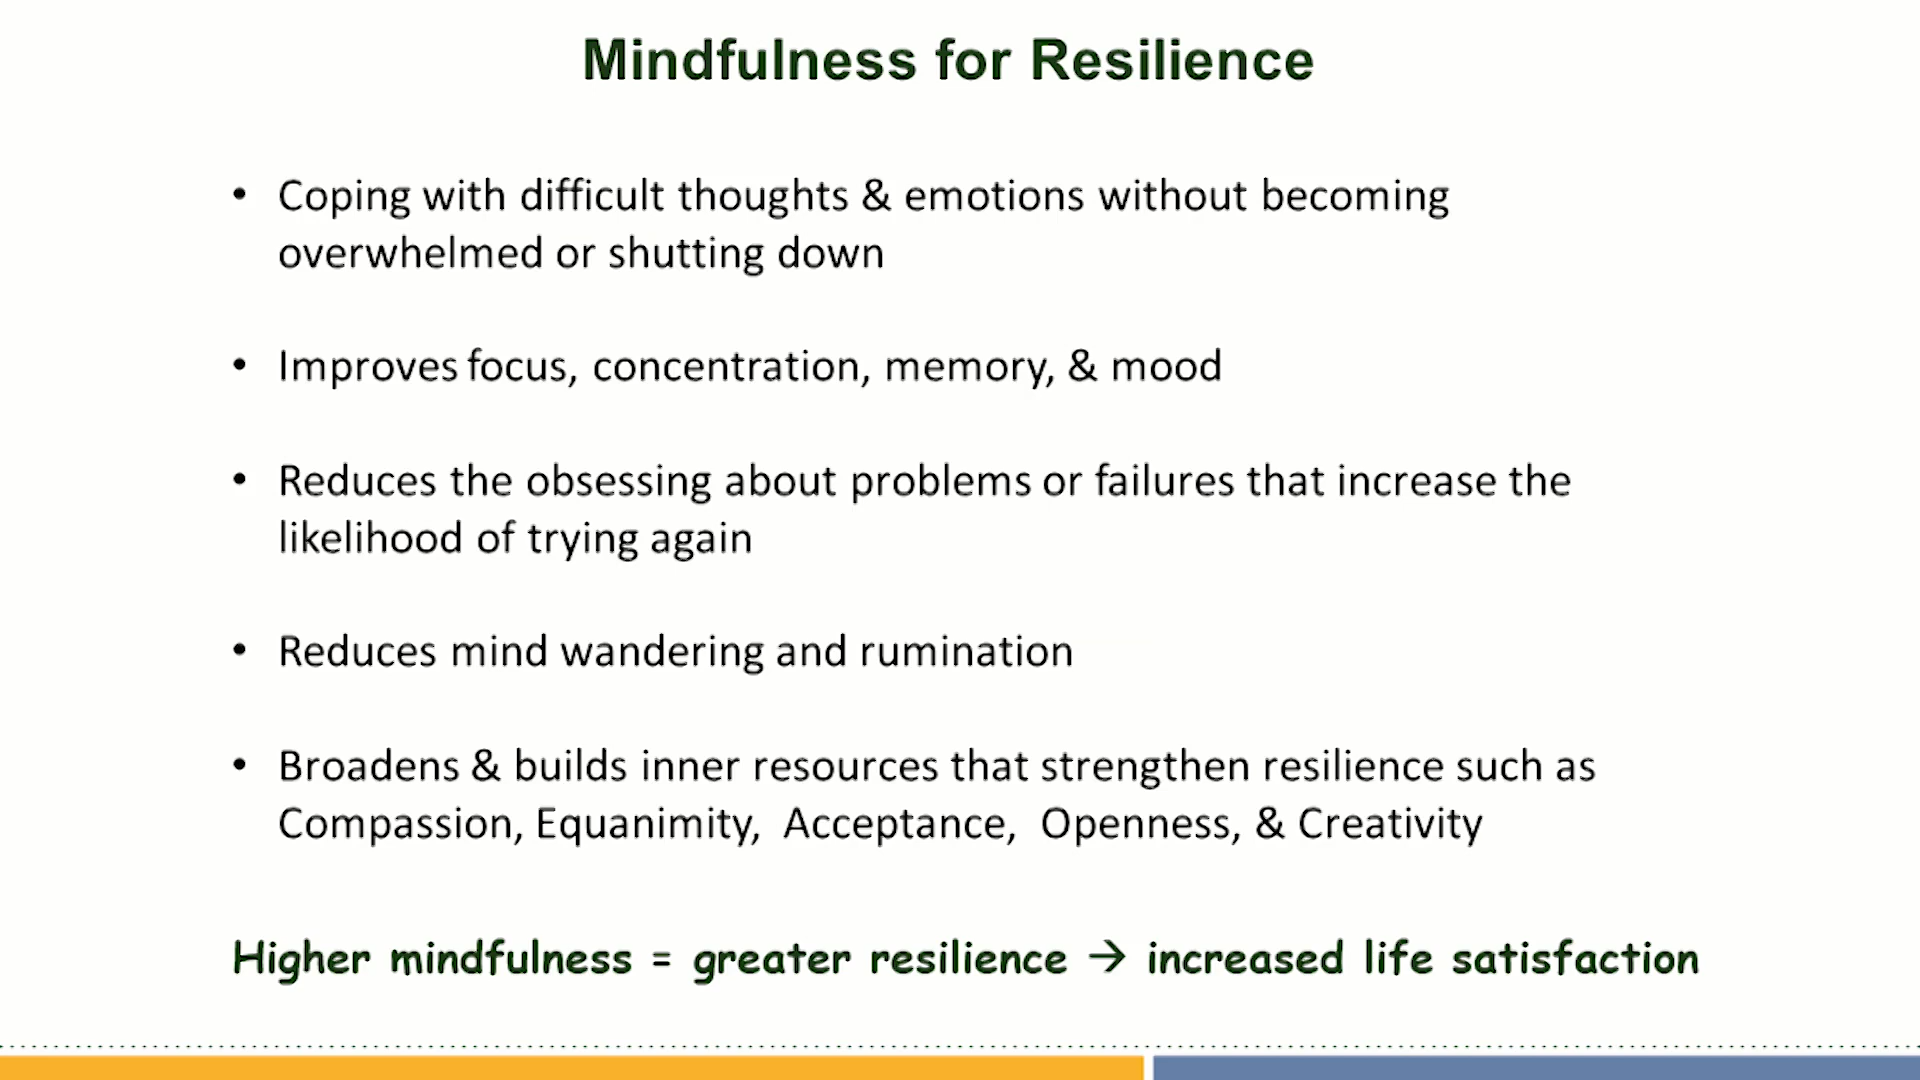 Mindfulness for Resilience
• Coping with difficult thoughts & emotions without becoming
overwhelmed or shutting down
• Improves focus, concentration, memory, & mood
• Reduces the obsessing about problems or failures that increase the
likelihood of trying again
• Reduces mind wandering and rumination
• Broadens & builds inner resources that strengthen resilience such as
Compassion, Equanimity, Acceptance, Openness, & Creativity
Higher mindfulness = greater resilience → increased life satisfaction